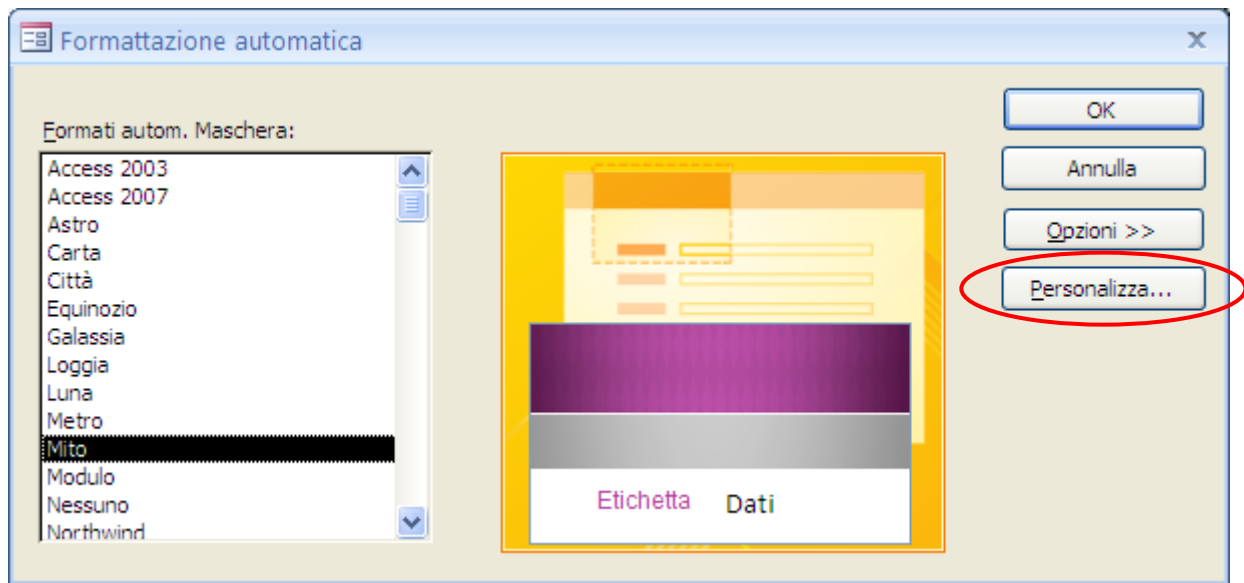 Formattazione automatica
Formati autom. Maschera:
Access 2003
Access 2007
Astro
Carta
Città
Equinozio
Galassia
Loggia
Luna
Metro
Mito
Modulo
Nessuno
Northwind
Etichetta Dati
OK
Annulla
Opzioni >>
Personalizza...